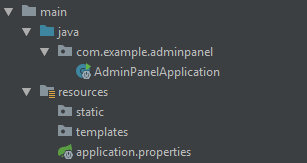 main
java
com.example.adminpanel
AdminPanelApplication
resources
static
templates
application.properties